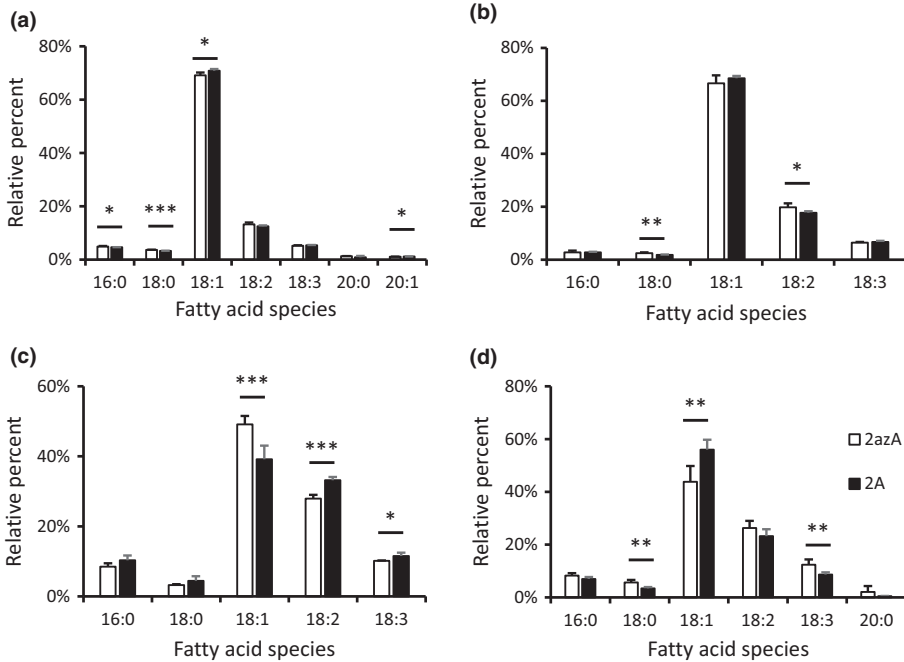 (a)
80%
60%
40%
20%
0%
Relative percent
*
***
*
*
16:0 18:0 18:1 18:2 18:3 20:0 20:1
Fatty acid species
(b)
80%
60%
40%
20%
0%
Relative percent
**
*
16:0 18:0 18:1 18:2 18:3
Fatty acid species
(c)
60%
40%
20%
0%
Relative percent
***
***
*
16:0 18:0 18:1 18:2 18:3
Fatty acid species
(d)
80%
60%
40%
20%
0%
Relative percent
**
**
**
2azA
2A
16:0 18:0 18:1 18:2 18:3 20:0
Fatty acid species